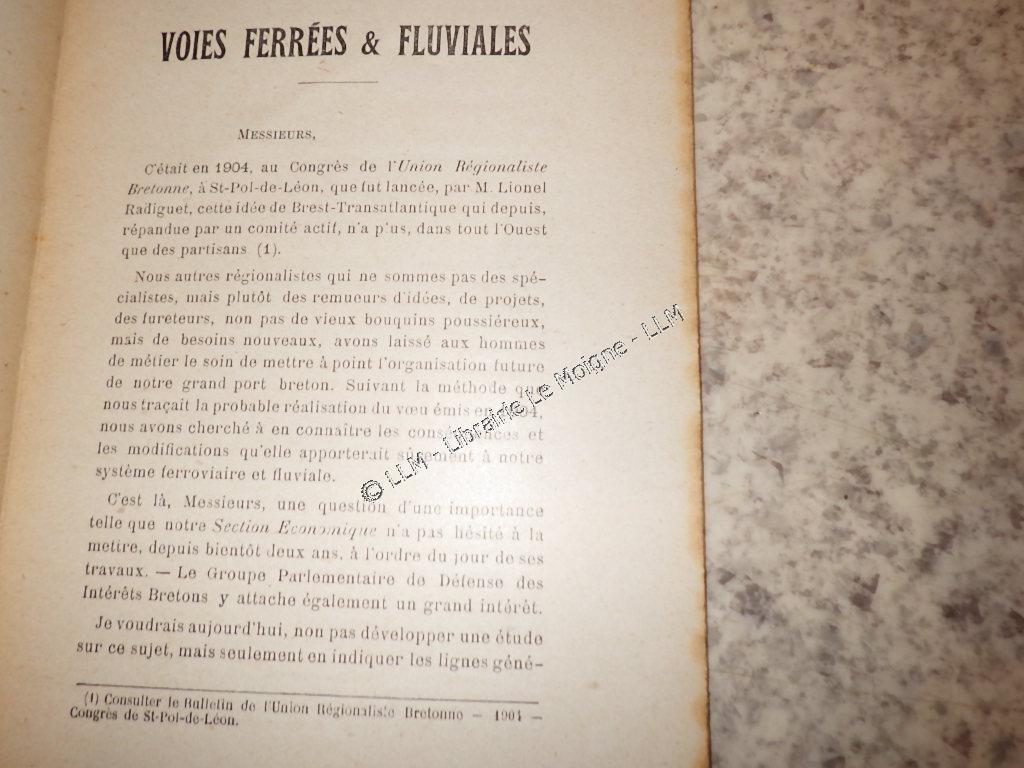 VOIES FERRÉES & FLUVIALES
MESSIEURS,
C'était en 1904, au Congrès de l'Union Régionaliste
Bretonne, à St-Pol-de-Léon, que fut lancée, par M. Lionel
Radiguet, cette idée de Brest-Transatlantique qui depuis,
répandue par un comité actif, n'a p'us, dans tout l'Ouest
que des partisans (1).
Nous autres régionalistes qui ne sommes pas des spé-
cialistes, mais plutôt des remueurs d'idées, de projets,
des fureteurs, non pas de vieux bouquins poussiéreux,
mais de besoins nouveaux, avons laissé aux hommes
de métier le soin de mettre à point l'organisation future
de notre grand port breton. Suivant la méthode que
nous traçait la probable réalisation du vœu émis en 1904,
nous avons cherché à en connaître les conséquences et
les modifications qu'elle apporterait sûrement à notre
système ferroviaire et fluviale.
C'est là, Messieurs, une question d'une importance
telle que notre Section Economique n'a pas hésité à la
mettre, depuis bientôt deux ans, à l'ordre du jour de ses
travaux. — Le Groupe Parlementaire de Défense des
Intérêts Bretons y attache également un grand intérêt.
Je voudrais aujourd'hui, non pas développer une étude
sur ce sujet, mais seulement en indiquer les lignes géné-
(1) Consulter le Bulletin de l'Union Régionaliste Bretonne — 1904 —
Congrès de St-Pol-de-Léon.
© LLM - Librairie Le Moigne - LLM